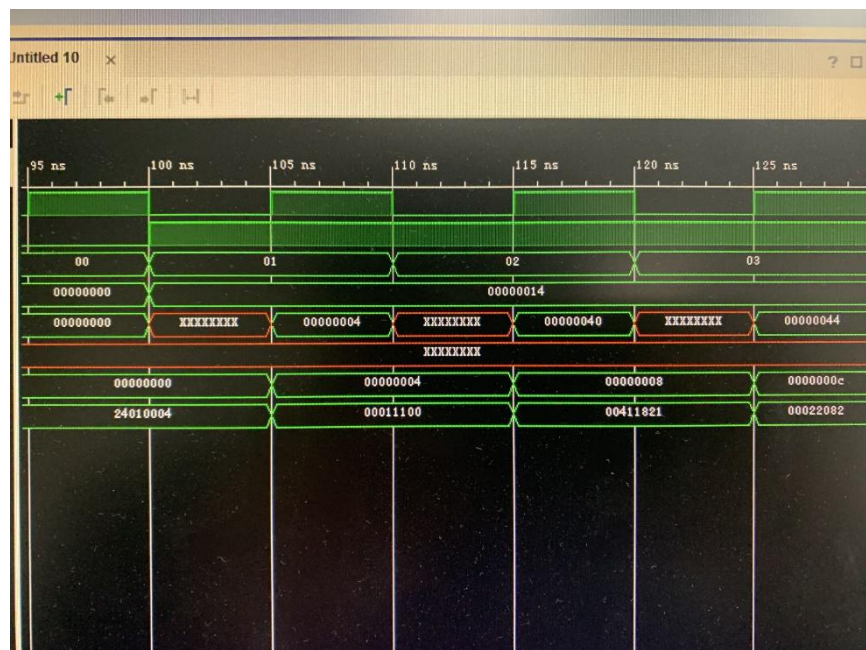 Untitled 10 × ?
95 ns 100 ns 105 ns 110 ns 115 ns 120 ns 125 ns
00 01 02 03
00000000 00000014
00000000 XXXXXXXX 00000004 XXXXXXXX 00000040 XXXXXXXX 00000044
XXXXXXXX
00000000 00000004 00000008 0000000c
24010004 00011100 00411821 00022082